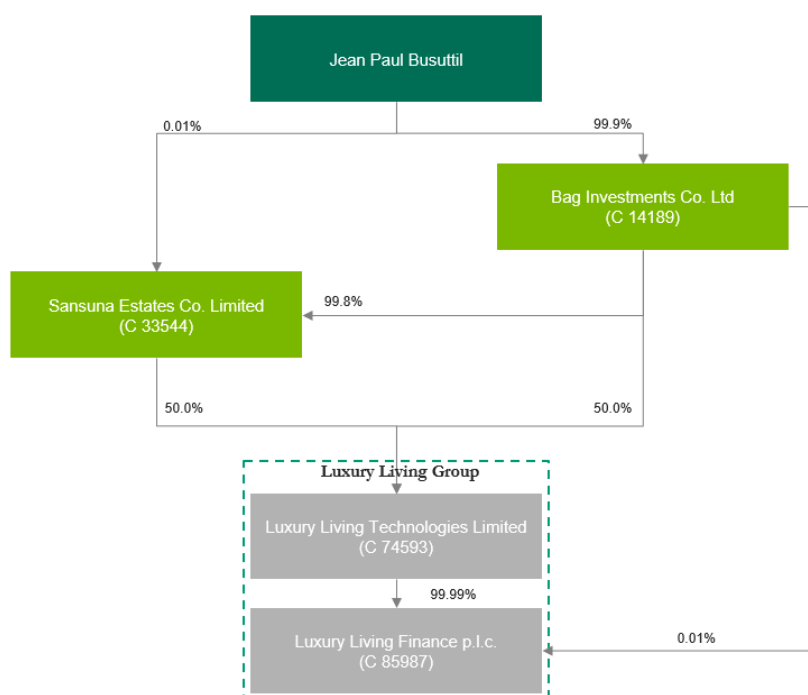 Jean Paul Busuttil
0.01%
99.9%
Bag Investments Co. Ltd
(C 14189)
Sansuna Estates Co. Limited
(C 33544)
99.8%
50.0%
50.0%
Luxury Living Group
Luxury Living Technologies Limited
(C 74593)
99.99%
Luxury Living Finance p.l.c.
(C 85987)
0.01%